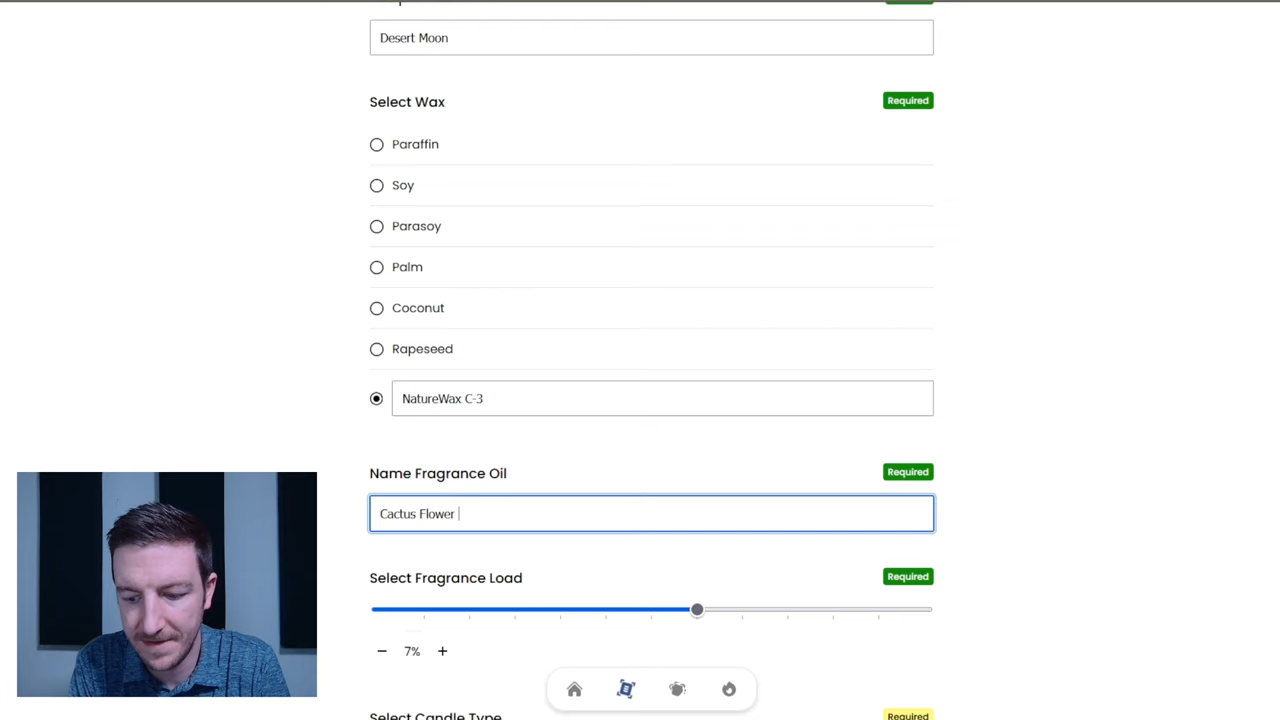 Desert Moon
Select Wax
Required
Paraffin
Soy
Parasoy
Palm
Coconut
Rapeseed
NatureWax C-3
Name Fragrance Oil
Required
Cactus Flower
Select Fragrance Load
Required
− 7% +
Select Candle Type
Required